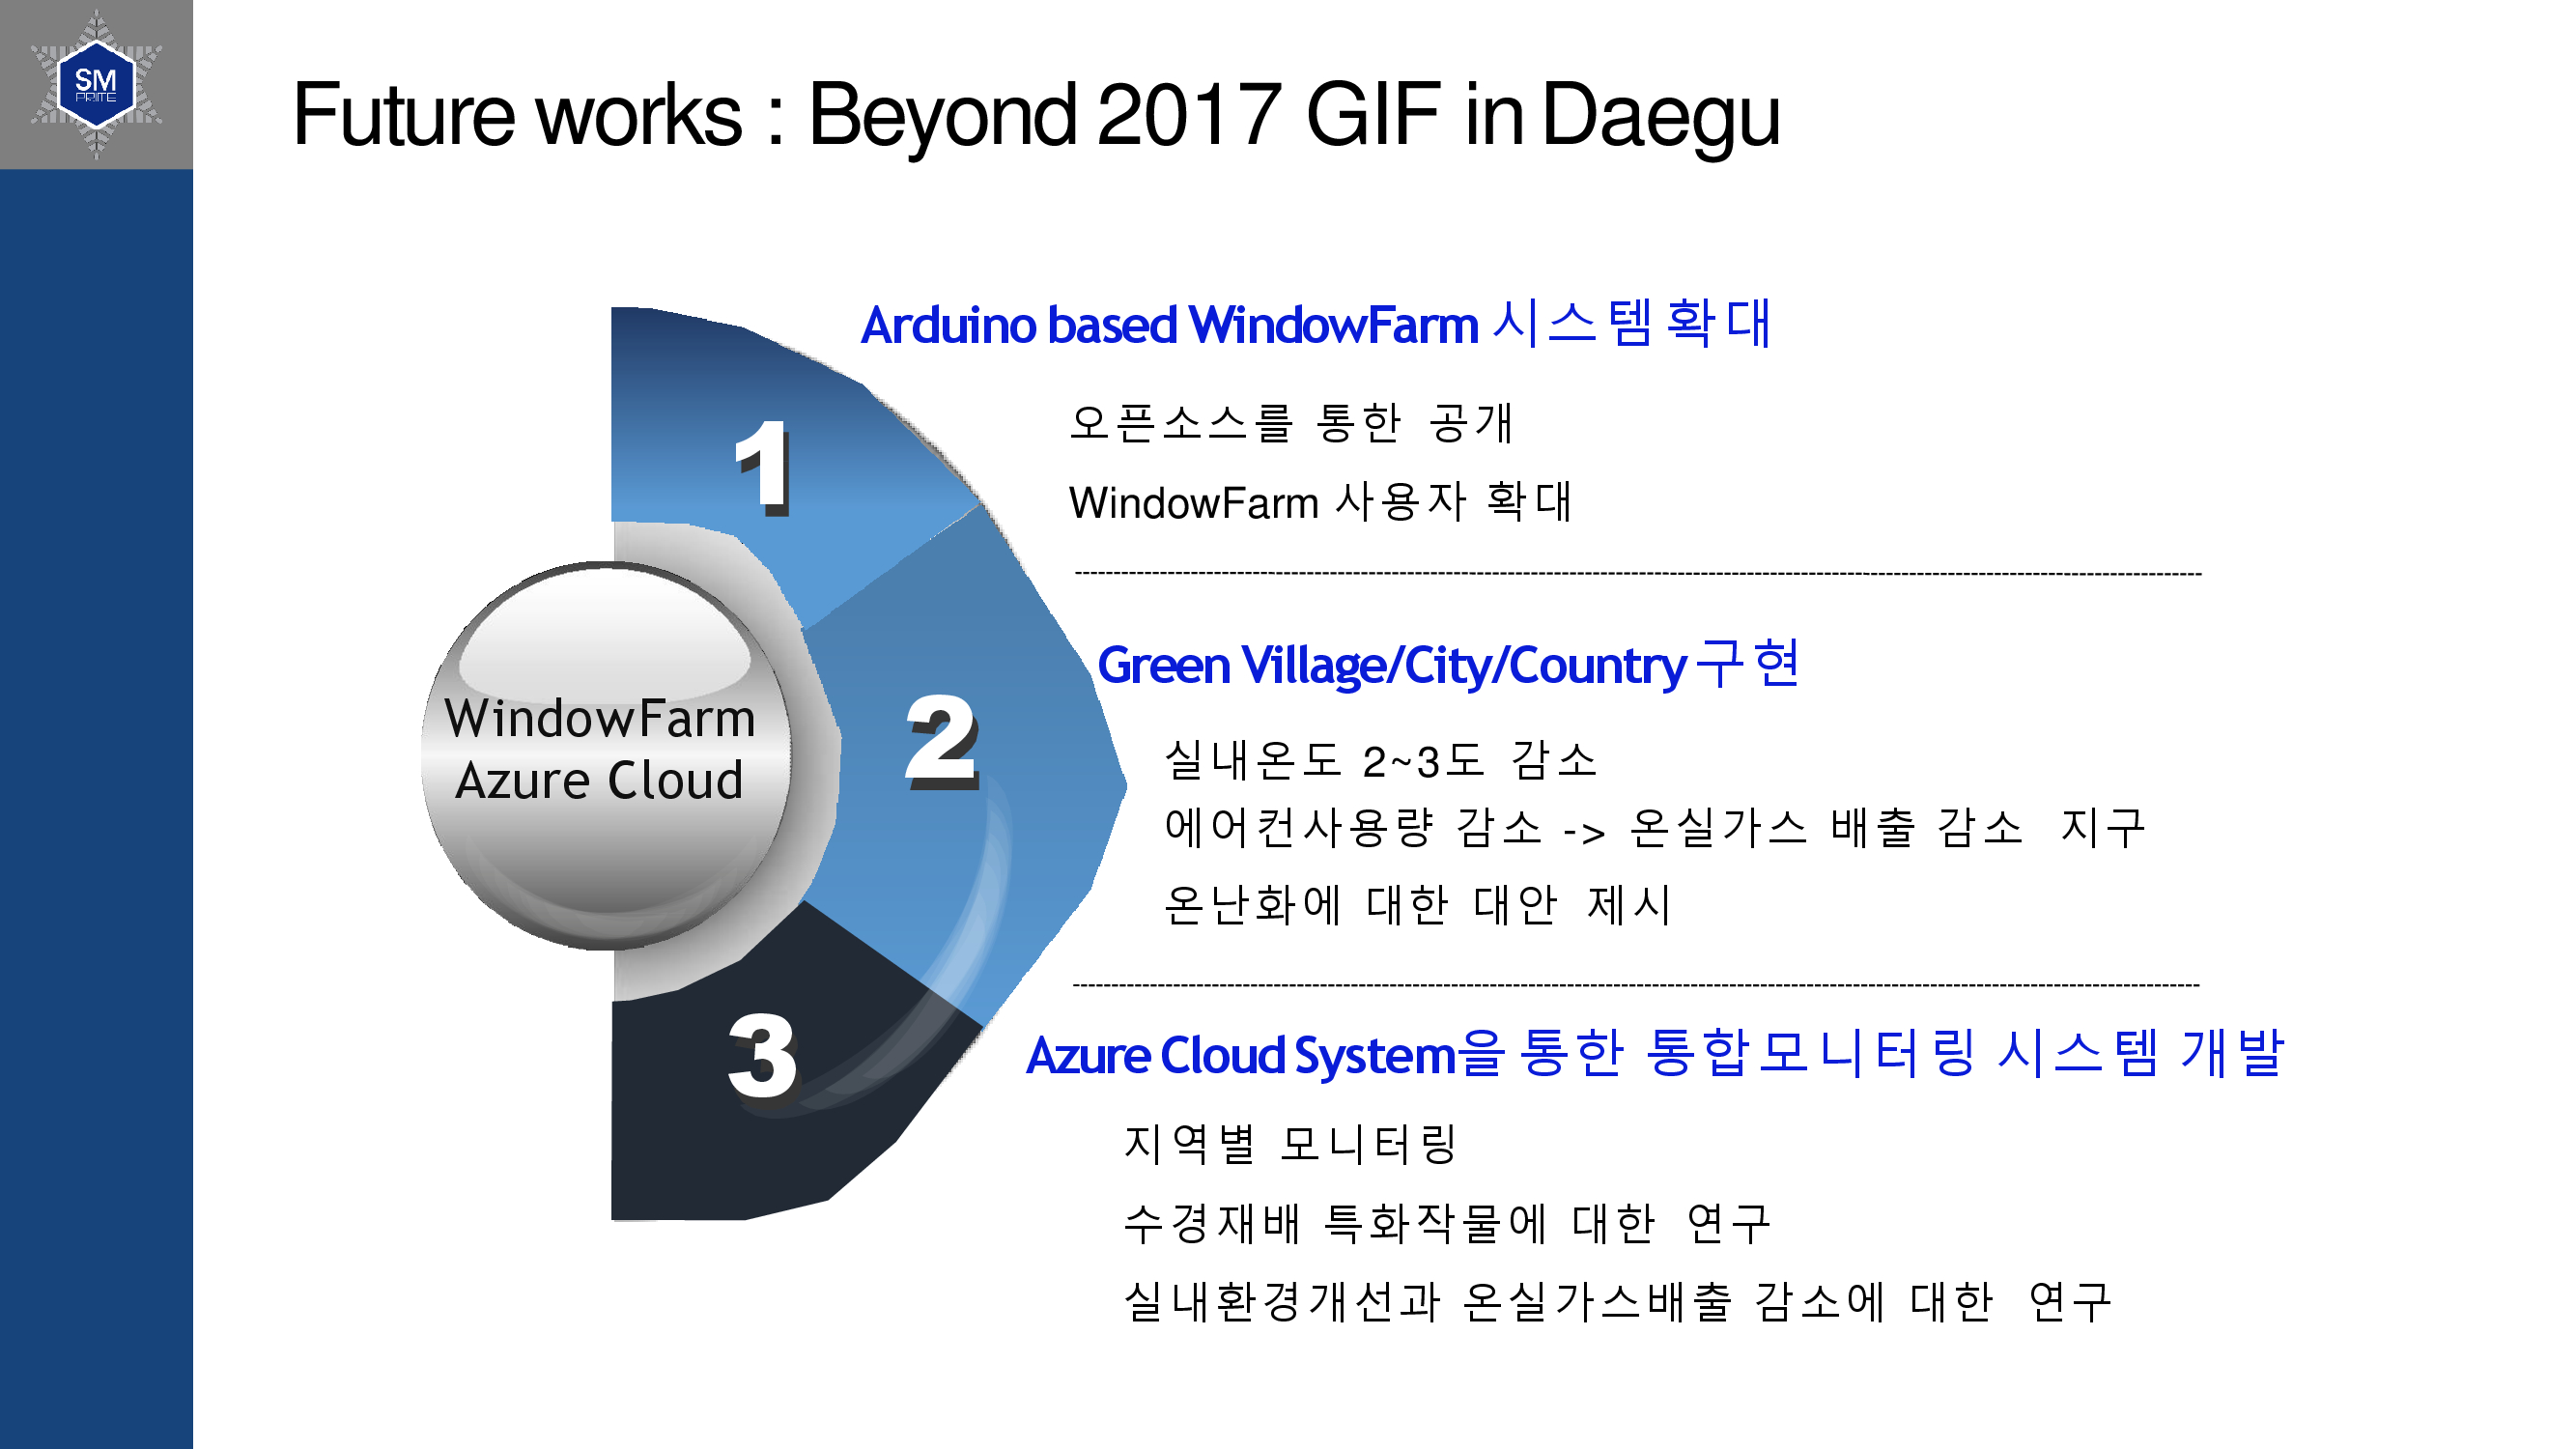 SM
PRITE
Future works : Beyond 2017 GIF in Daegu
Arduino based WindowFarm 시스템 확대
1
오픈소스를 통한 공개
WindowFarm 사용자 확대
Green Village/City/Country 구현
WindowFarm
Azure Cloud
2
실내온도 2~3도 감소
에어컨사용량 감소 -> 온실가스 배출 감소 지구
온난화에 대한 대안 제시
Azure Cloud System을 통한 통합모니터링 시스템 개발
3
지역별 모니터링
수경재배 특화작물에 대한 연구
실내환경개선과 온실가스배출 감소에 대한 연구